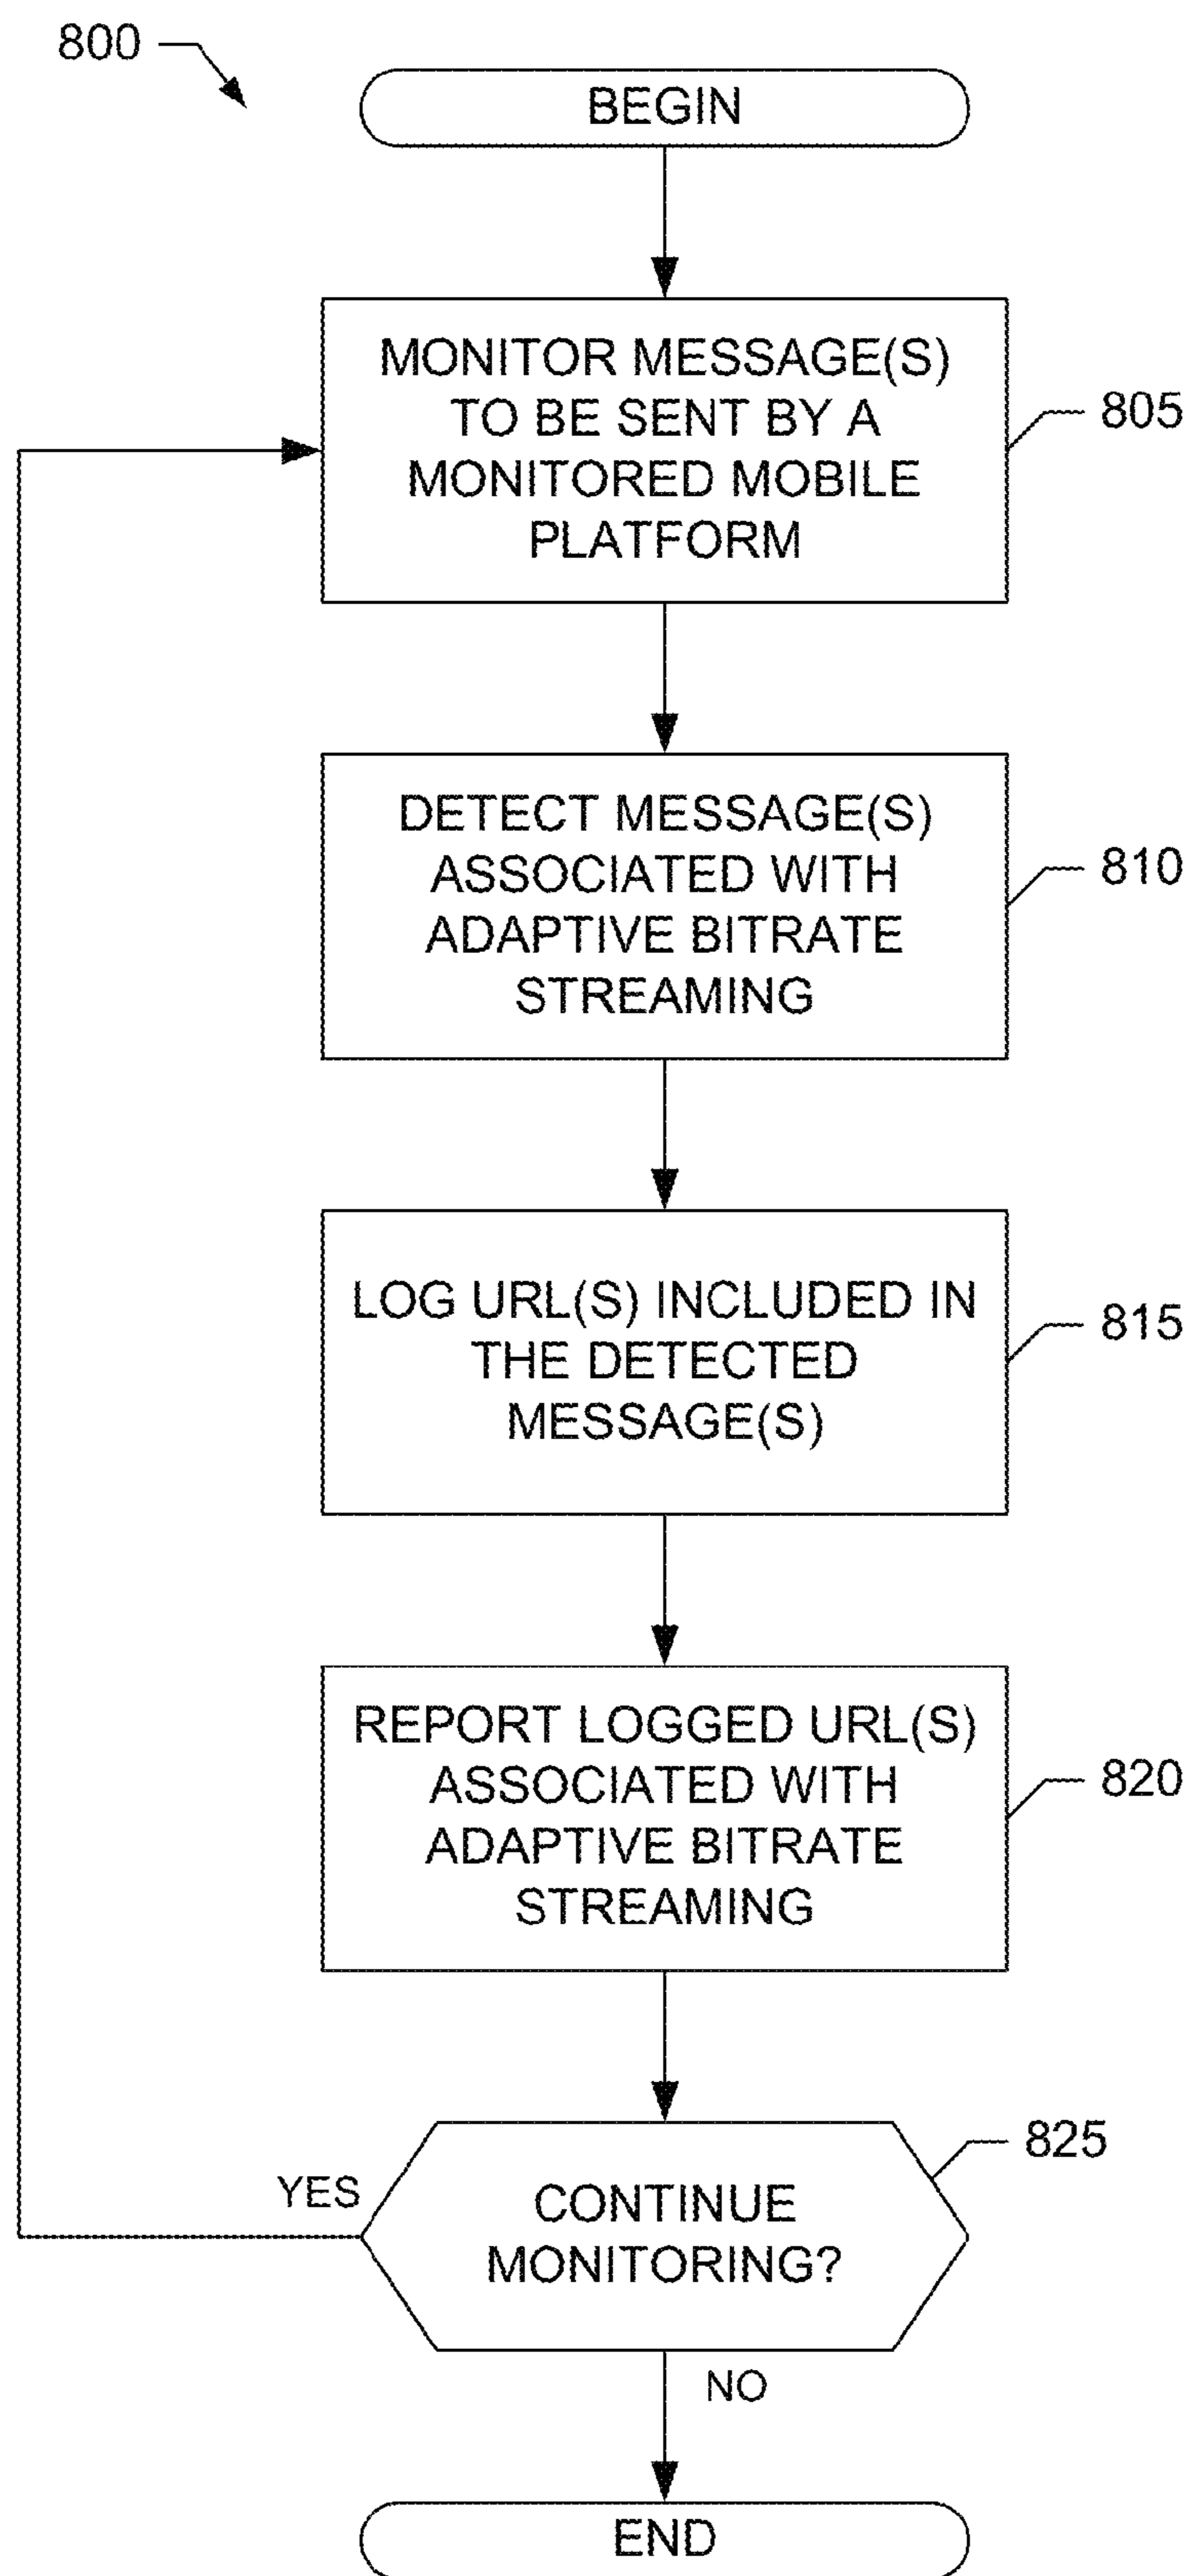 800
BEGIN
MONITOR MESSAGE(S)
TO BE SENT BY A
MONITORED MOBILE
PLATFORM
805
DETECT MESSAGE(S)
ASSOCIATED WITH
ADAPTIVE BITRATE
STREAMING
810
LOG URL(S) INCLUDED IN
THE DETECTED
MESSAGE(S)
815
REPORT LOGGED URL(S)
ASSOCIATED WITH
ADAPTIVE BITRATE
STREAMING
820
CONTINUE
MONITORING?
825
YES
NO
END